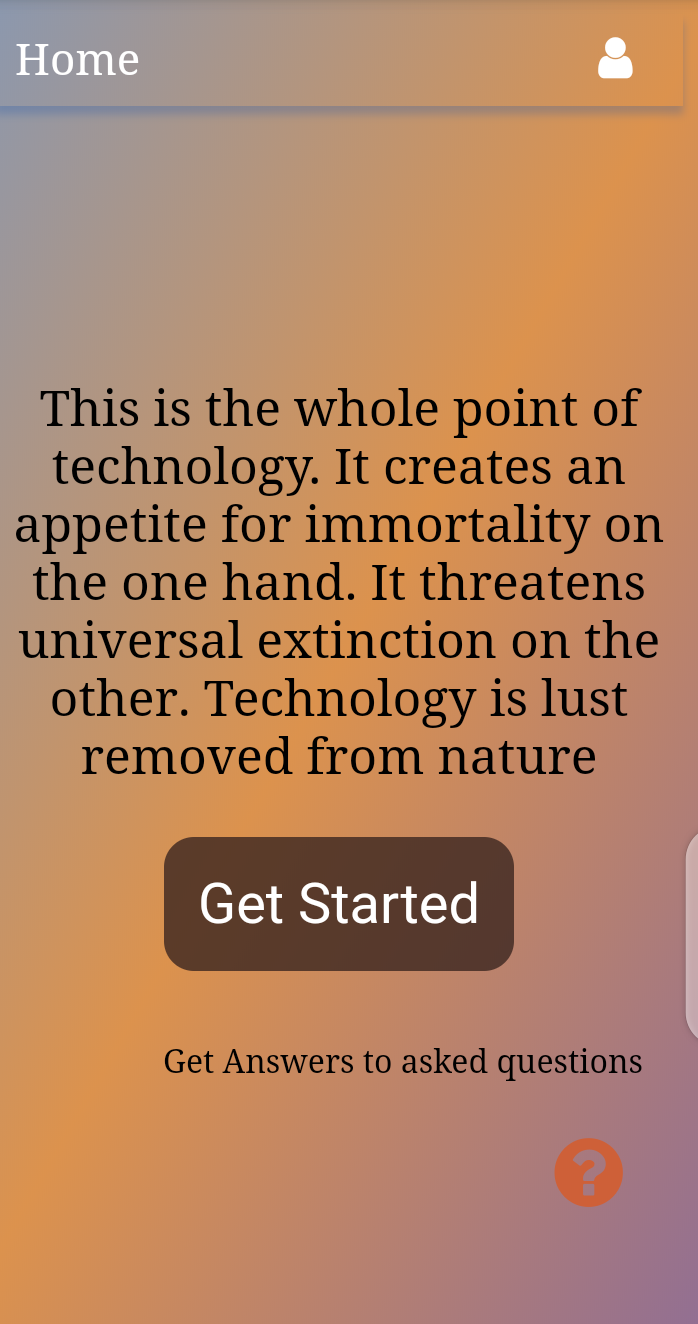 Home
This is the whole point of
technology. It creates an
appetite for immortality on
the one hand. It threatens
universal extinction on the
other. Technology is lust
removed from nature
Get Started
Get Answers to asked questions
?